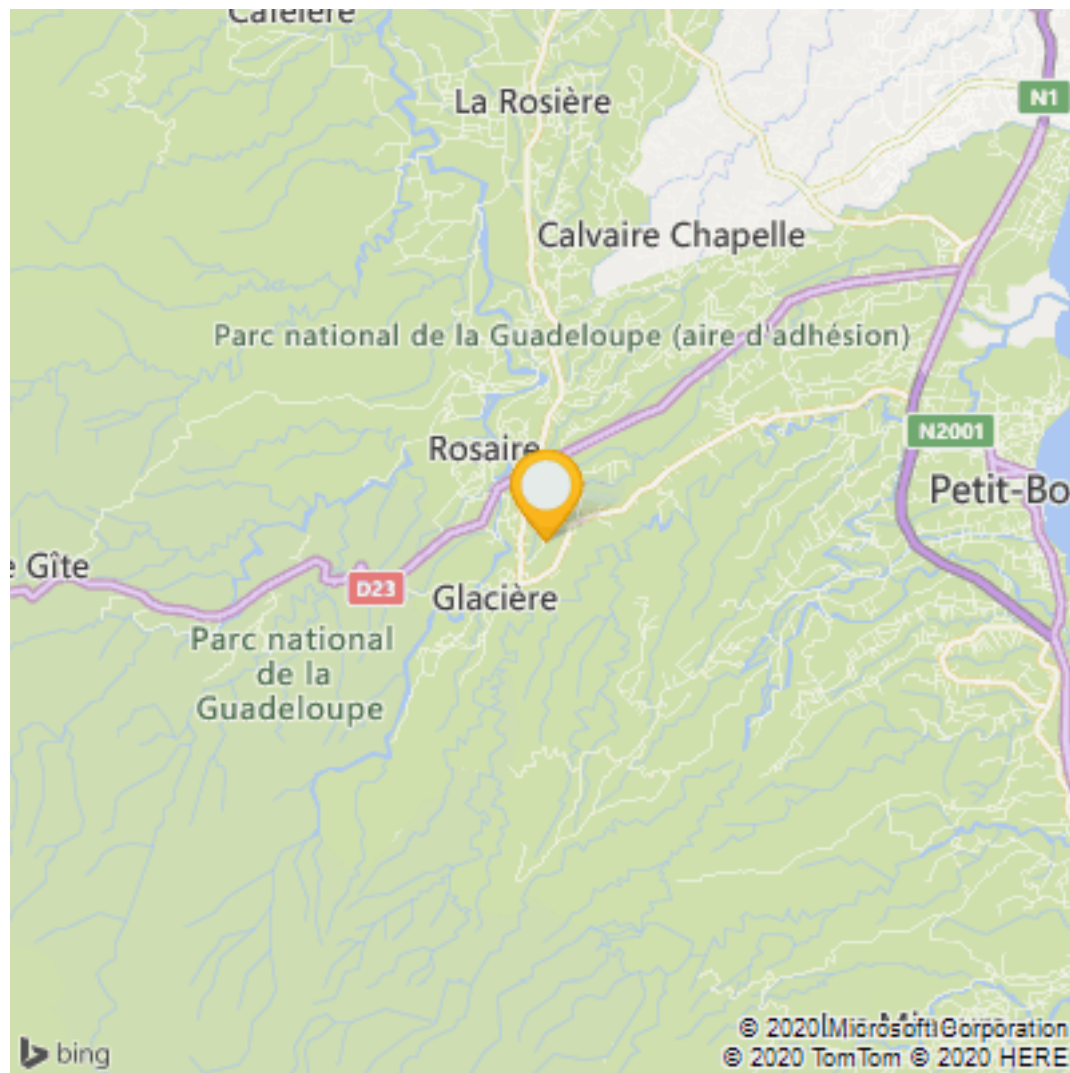 Caféière
La Rosière
N1
Calvaire Chapelle
Parc national de la Guadeloupe (aire d'adhésion)
N2001
Rosaire
Petit-Bo
e Gîte
D23
Glacière
Parc national
de la
Guadeloupe
© 2020 Microsoft Corporation
bing
© 2020 TomTom © 2020 HERE